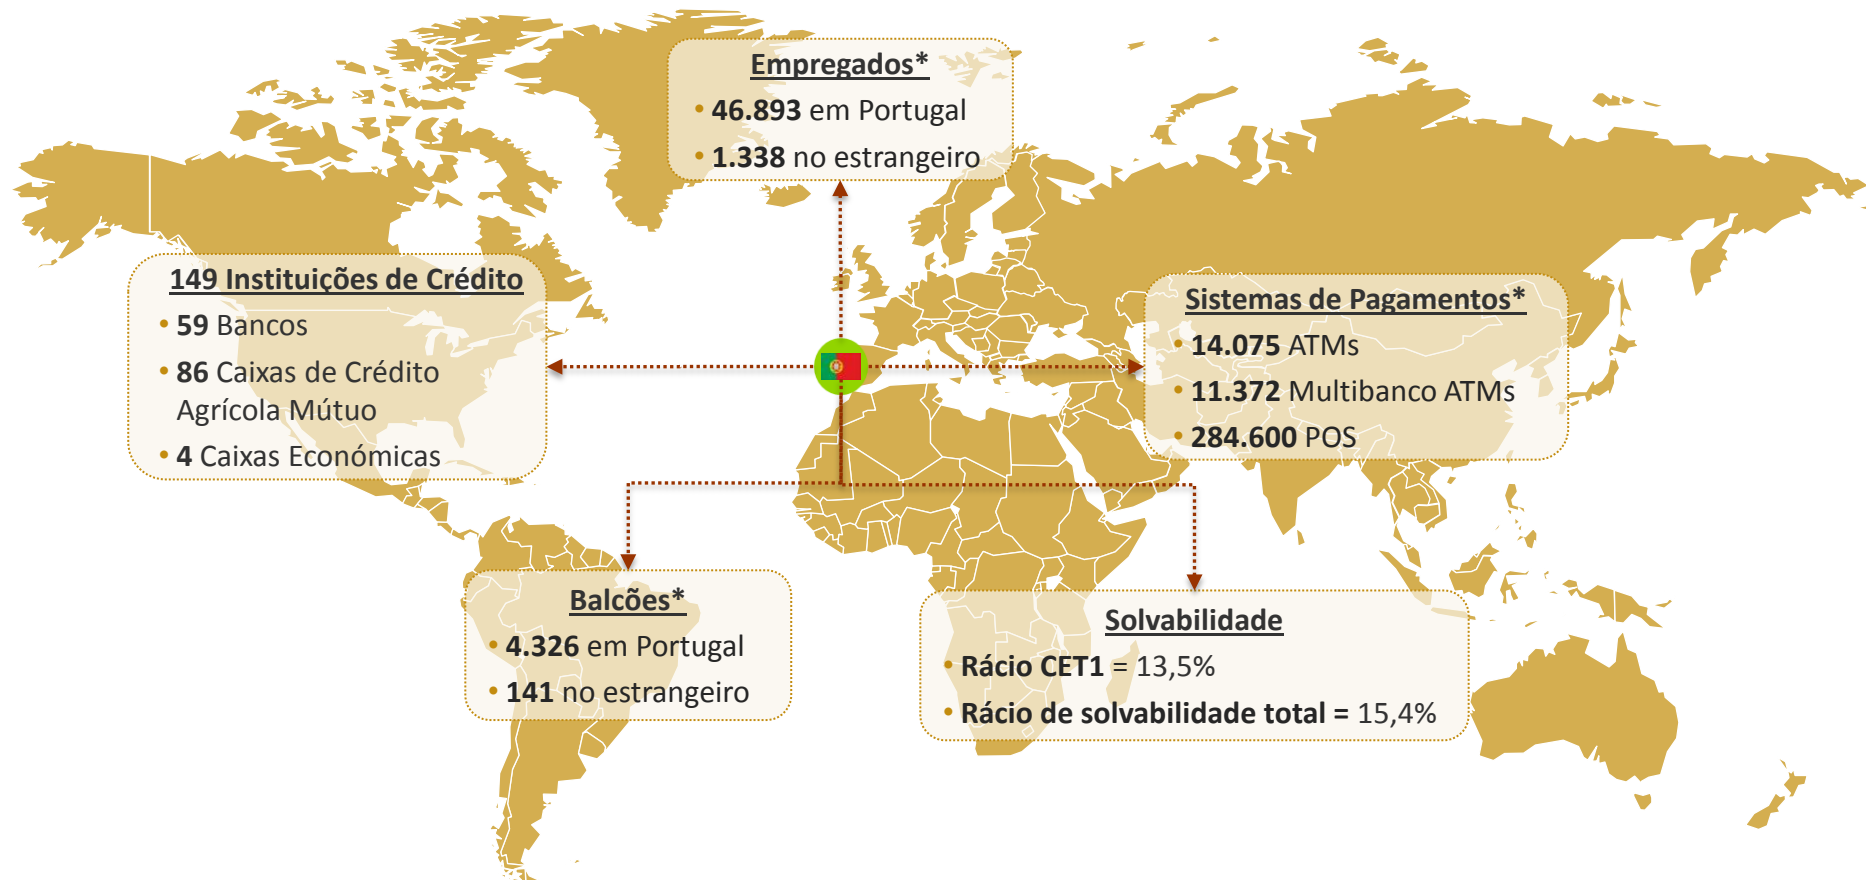 Empregados*
• 46.893 em Portugal
• 1.338 no estrangeiro
149 Instituições de Crédito
• 59 Bancos
• 86 Caixas de Crédito
Agrícola Mútuo
• 4 Caixas Económicas
Sistemas de Pagamentos*
• 14.075 ATMs
• 11.372 Multibanco ATMs
• 284.600 POS
Balcões*
• 4.326 em Portugal
• 141 no estrangeiro
Solvabilidade
• Rácio CET1 = 13,5%
• Rácio de solvabilidade total = 15,4%